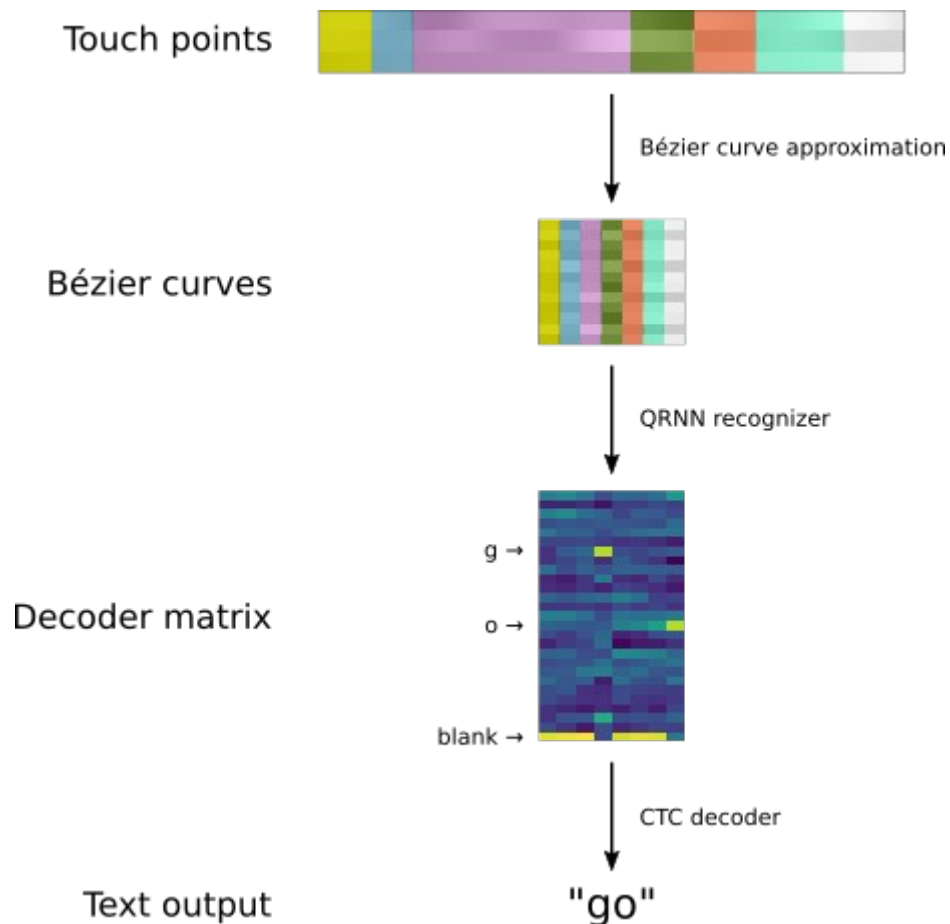 Touch points
Bézier curve approximation
Bézier curves
QRNN recognizer
g →
Decoder matrix
o →
blank →
CTC decoder
Text output
"go"